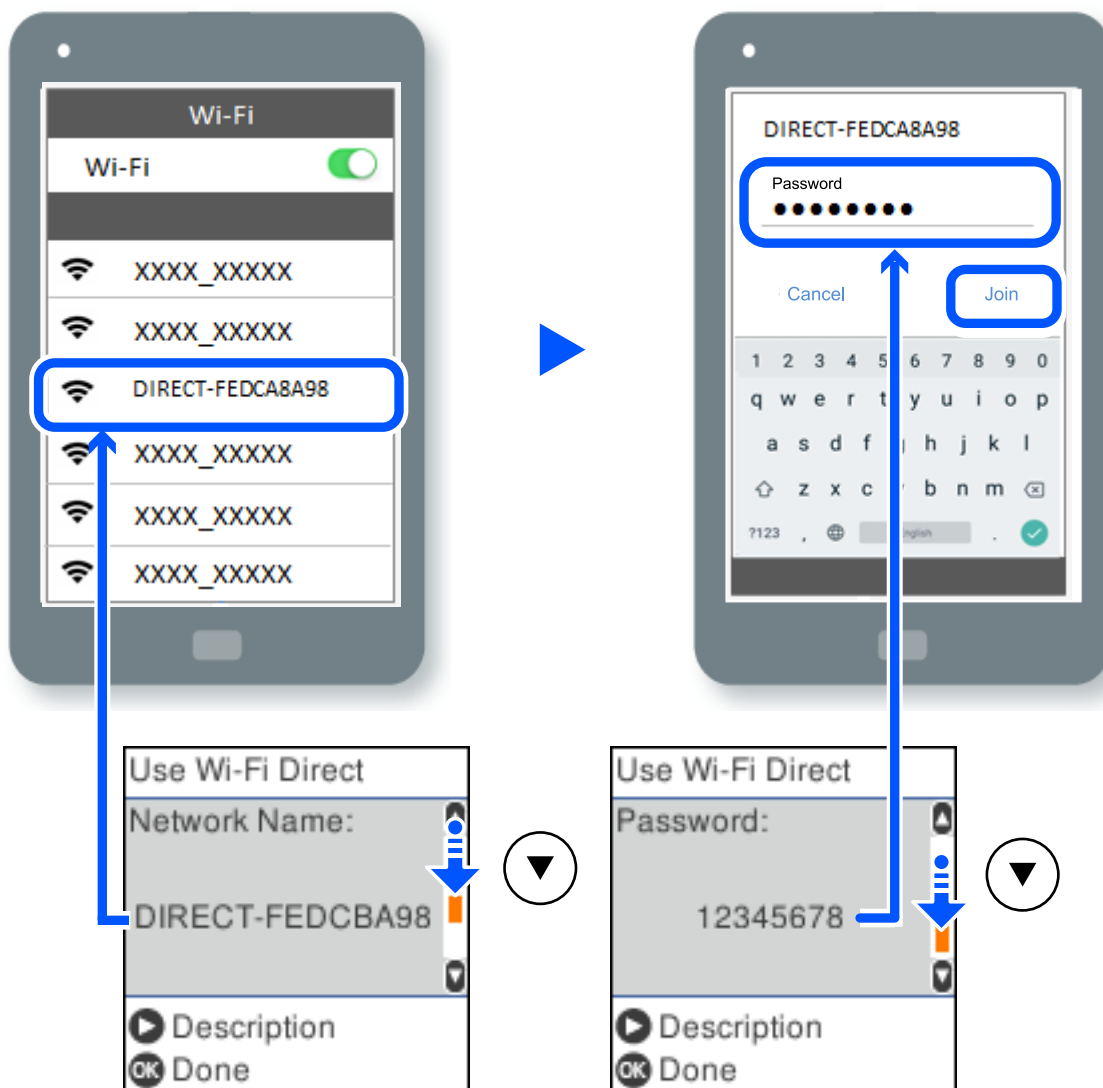 Wi-Fi
Wi-Fi
XXXX_XXXXX
XXXX_XXXXX
DIRECT-FEDCA8A98
XXXX_XXXXX
XXXX_XXXXX
XXXX_XXXXX
DIRECT-FEDCA8A98
Password
●●●●●●●●
Cancel
Join
1 2 3 4 5 6 7 8 9 0
q w e r t y u i o p
a s d f h j k l
z x c b n m
?123 , .
Use Wi-Fi Direct
Network Name:
DIRECT-FEDCBA98
Description
OK Done
Use Wi-Fi Direct
Password:
12345678
Description
OK Done